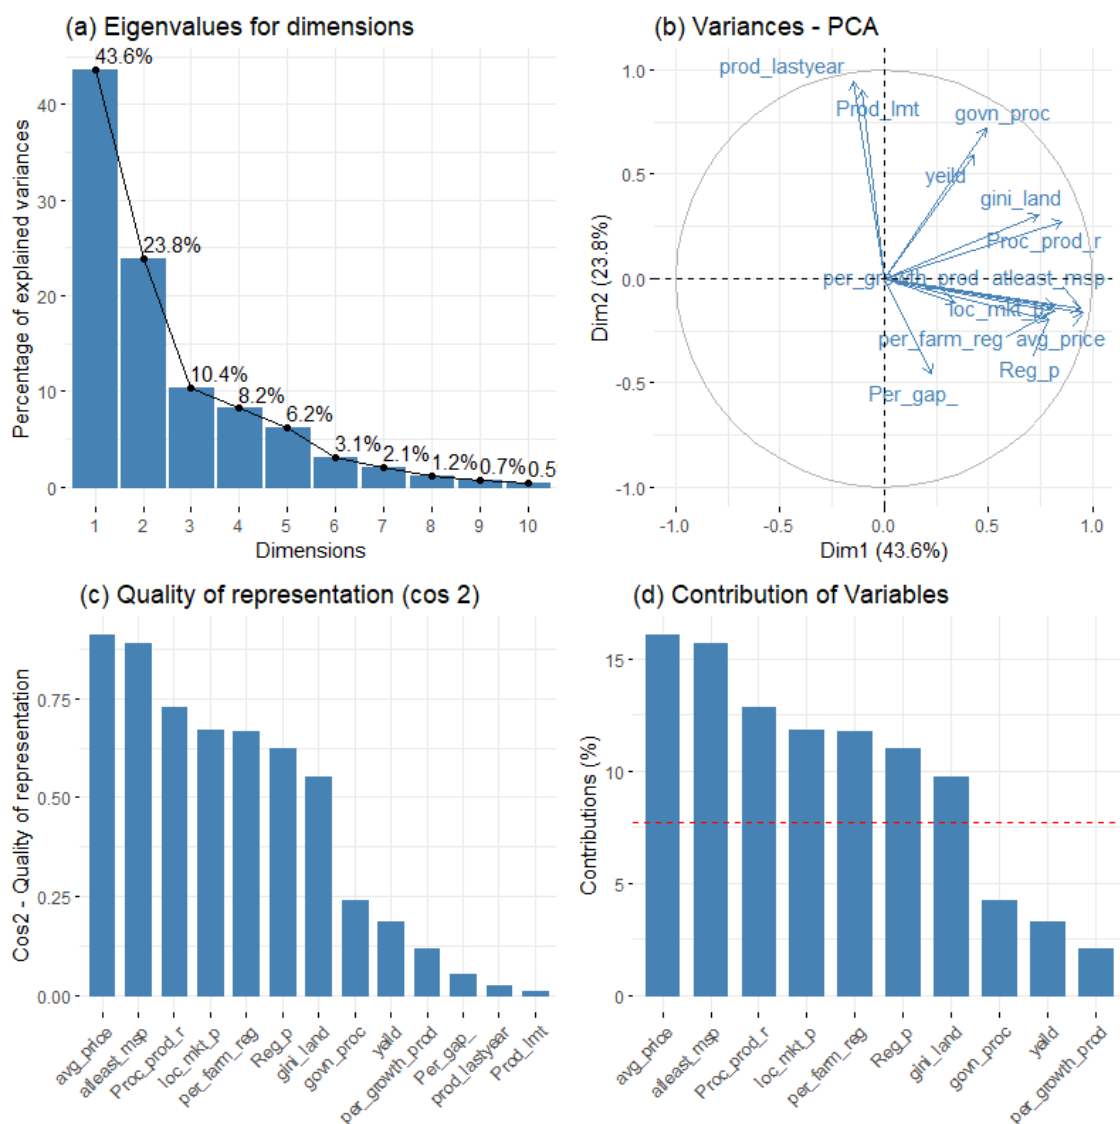 (a) Eigenvalues for dimensions
Percentage of explained variances
40
30
20
10
0
43.6%
23.8%
10.4%
8.2%
6.2%
3.1%
2.1%
1.2%
0.7%
0.5
1 2 3 4 5 6 7 8 9 10
Dimensions
(b) Variances - PCA
Dim2 (23.8%)
1.0
0.5
0.0
-0.5
-1.0
prod_lastyear
Prod_lmt
govn_proc
yeild
gini_land
Proc_prod_r
per_growth_prod atleast_msp
loc_mkt_p
per_farm_reg avg_price
Reg_p
Per_gap_
-1.0 -0.5 0.0 0.5 1.0
Dim1 (43.6%)
(c) Quality of representation (cos 2)
Cos2 - Quality of representation
0.75
0.50
0.25
0.00
avg_price
atleast_msp
Proc_prod_r
loc_mkt_p
per_farm_reg
Reg_p
gini_land
govn_proc
yeild
per_growth_prod
Per_gap_
prod_lastyear
Prod_lmt
(d) Contribution of Variables
Contributions (%)
15
10
5
0
avg_price
atleast_msp
Proc_prod_r
loc_mkt_p
per_farm_reg
Reg_p
gini_land
govn_proc
yeild
per_growth_prod